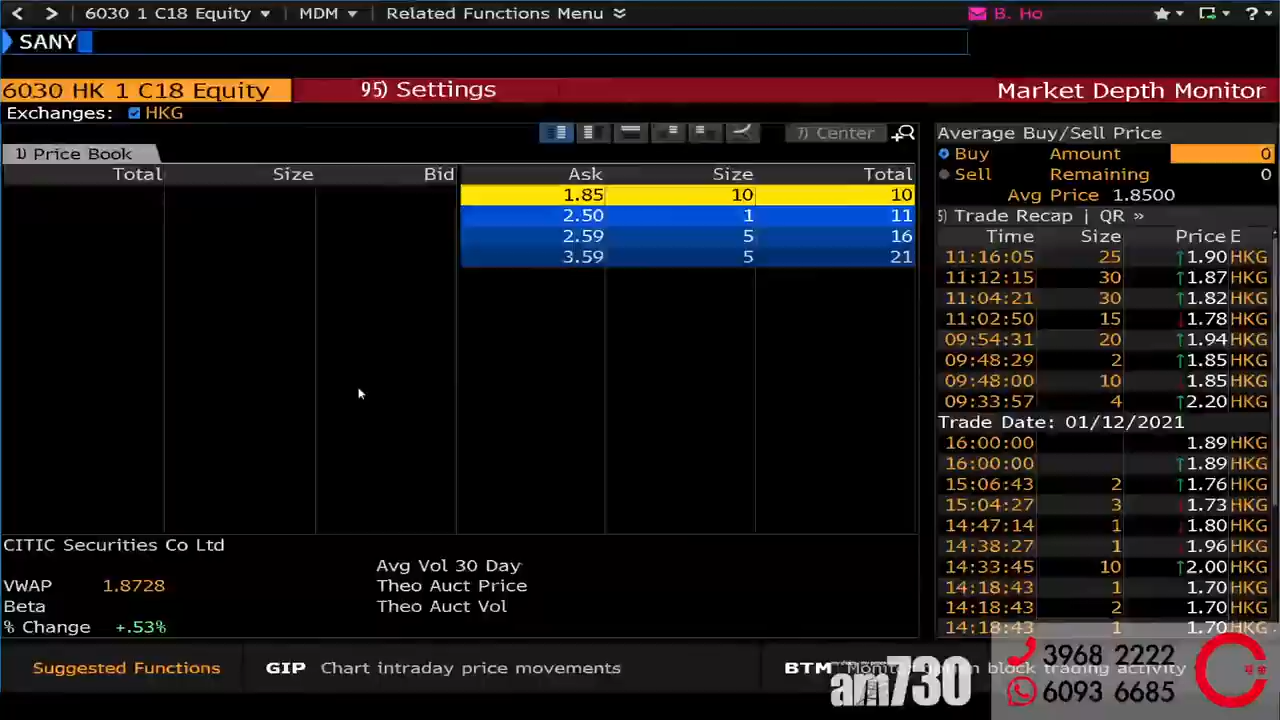 6030 1 C18 Equity MDM Related Functions Menu B. Ho ?
SANY
6030 HK 1 C18 Equity 95) Settings Market Depth Monitor
Exchanges: HKG
7) Center
1) Price Book
Total Size Bid Ask Size Total
1.85 10 10
2.50 1 11
2.59 5 16
3.59 5 21
Average Buy/Sell Price
Buy Amount 0
Sell Remaining 0
Avg Price 1.8500
5) Trade Recap | QR »
Time Size Price E
11:16:05 25 ↑1.90 HKG
11:12:15 30 ↑1.87 HKG
11:04:21 30 ↑1.82 HKG
11:02:50 15 ↓1.78 HKG
09:54:31 20 ↑1.94 HKG
09:48:29 2 ↑1.85 HKG
09:48:00 10 ↓1.85 HKG
09:33:57 4 ↑2.20 HKG
Trade Date: 01/12/2021
16:00:00 1.89 HKG
16:00:00 ↑1.89 HKG
15:06:43 2 ↑1.76 HKG
15:04:27 3 ↓1.73 HKG
14:47:14 1 ↓1.80 HKG
14:38:27 1 ↓1.96 HKG
14:33:45 10 ↑2.00 HKG
14:18:43 1 1.70 HKG
14:18:43 2 1.70 HKG
14:18:43 1 1.70 HKG
CITIC Securities Co Ltd
Avg Vol 30 Day
VWAP 1.8728 Theo Auct Price
Beta Theo Auct Vol
% Change +.53%
Suggested Functions GIP Chart intraday price movements BTM block trading activity
am730
3968 2222
6093 6685